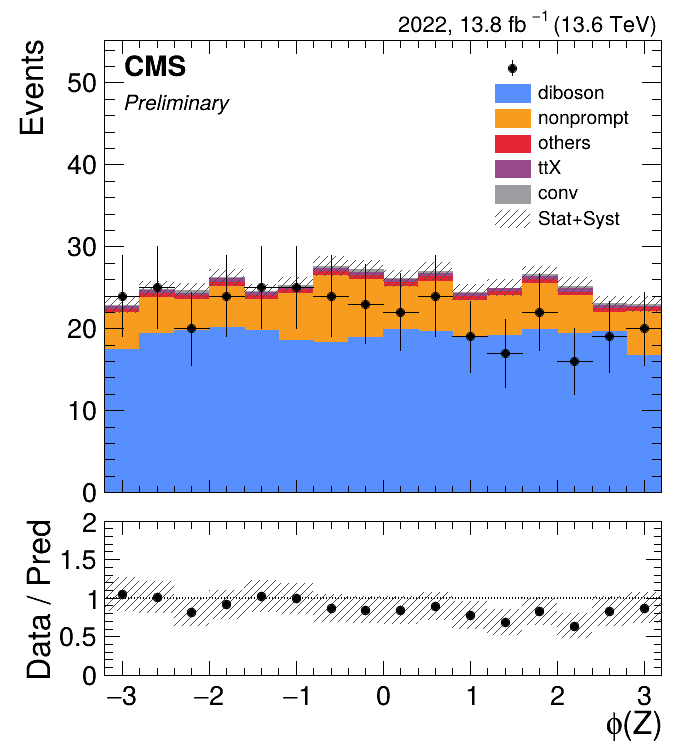 2022, 13.8 fb⁻¹ (13.6 TeV)
CMS
Preliminary
diboson
nonprompt
others
ttX
conv
Stat+Syst
Events
50
40
30
20
10
0
Data / Pred
2
1.5
1
0.5
0
−3 −2 −1 0 1 2 3
ϕ(Z)